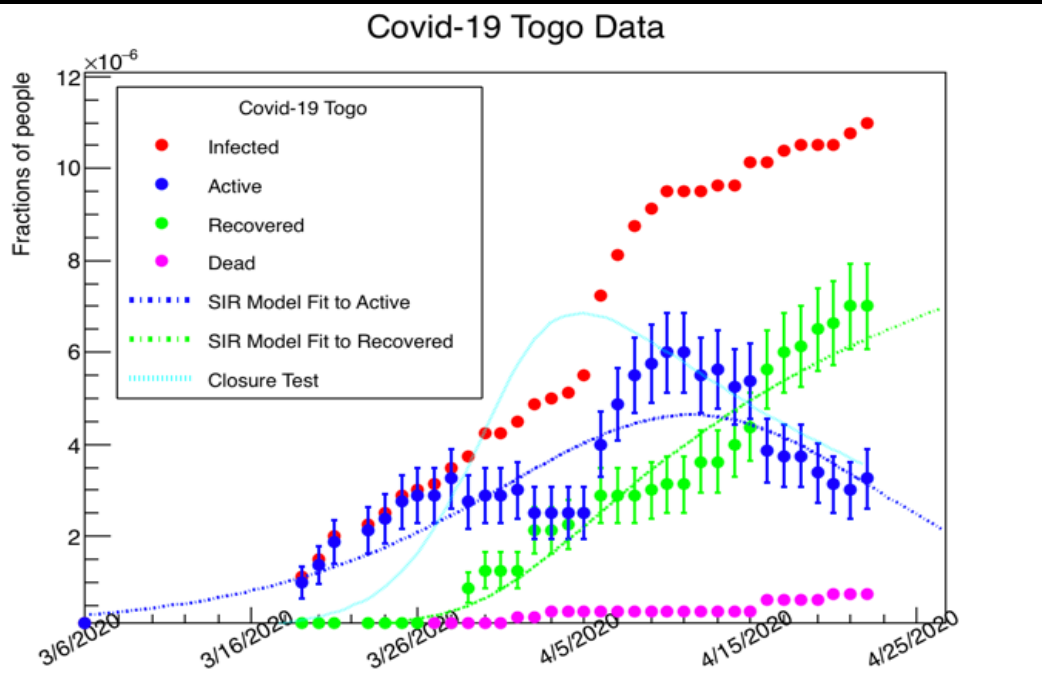 Covid-19 Togo Data
×10⁻⁶
Fractions of people
12
10
8
6
4
2
Covid-19 Togo
Infected
Active
Recovered
Dead
SIR Model Fit to Active
SIR Model Fit to Recovered
Closure Test
3/6/2020
3/16/2020
3/26/2020
4/5/2020
4/15/2020
4/25/2020